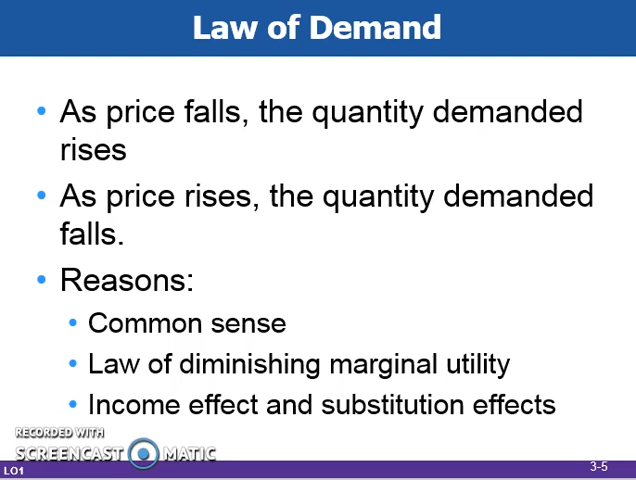 Law of Demand
• As price falls, the quantity demanded
rises
• As price rises, the quantity demanded
falls.
• Reasons:
• Common sense
• Law of diminishing marginal utility
• Income effect and substitution effects
RECORDED WITH
SCREENCAST MATIC
LO1
3-5